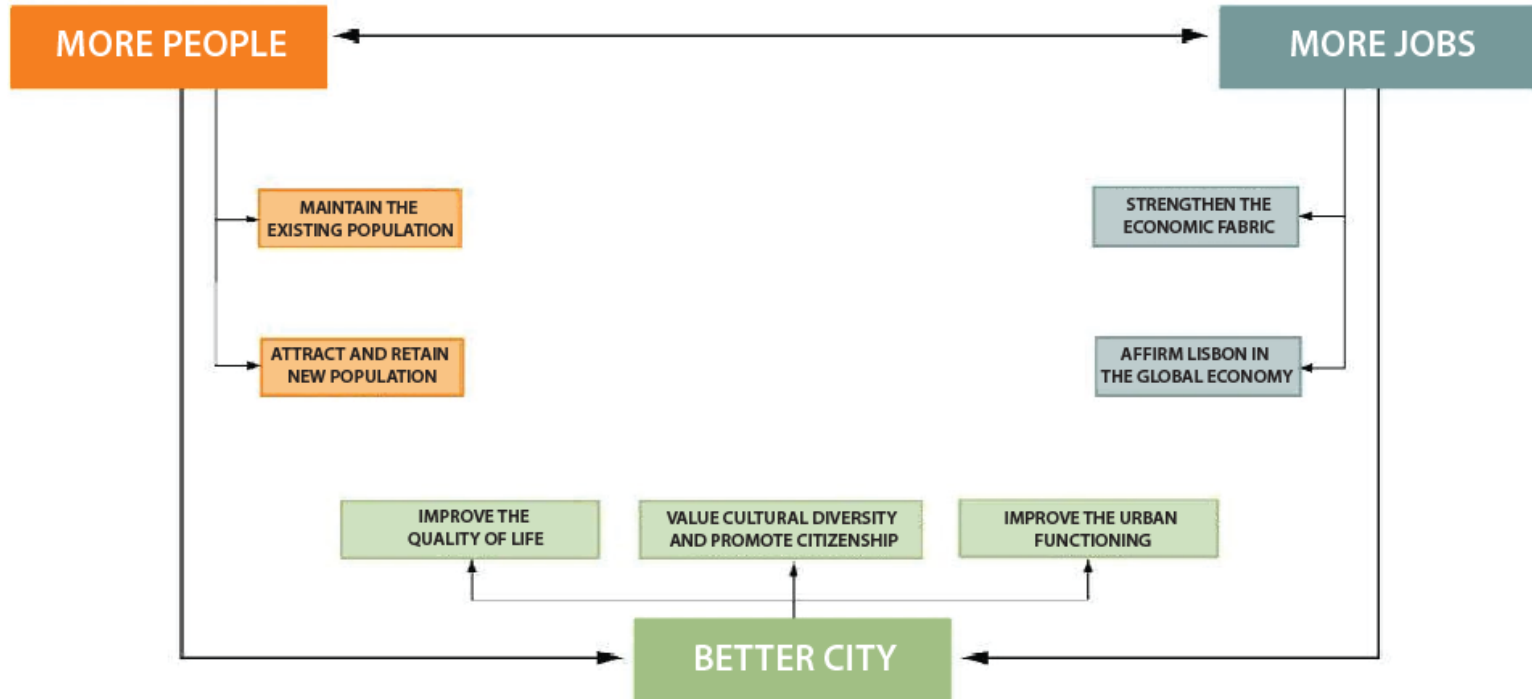 MORE PEOPLE
MORE JOBS
MAINTAIN THE
EXISTING POPULATION
STRENGTHEN THE
ECONOMIC FABRIC
ATTRACT AND RETAIN
NEW POPULATION
AFFIRM LISBON IN
THE GLOBAL ECONOMY
IMPROVE THE
QUALITY OF LIFE
VALUE CULTURAL DIVERSITY
AND PROMOTE CITIZENSHIP
IMPROVE THE URBAN
FUNCTIONING
BETTER CITY